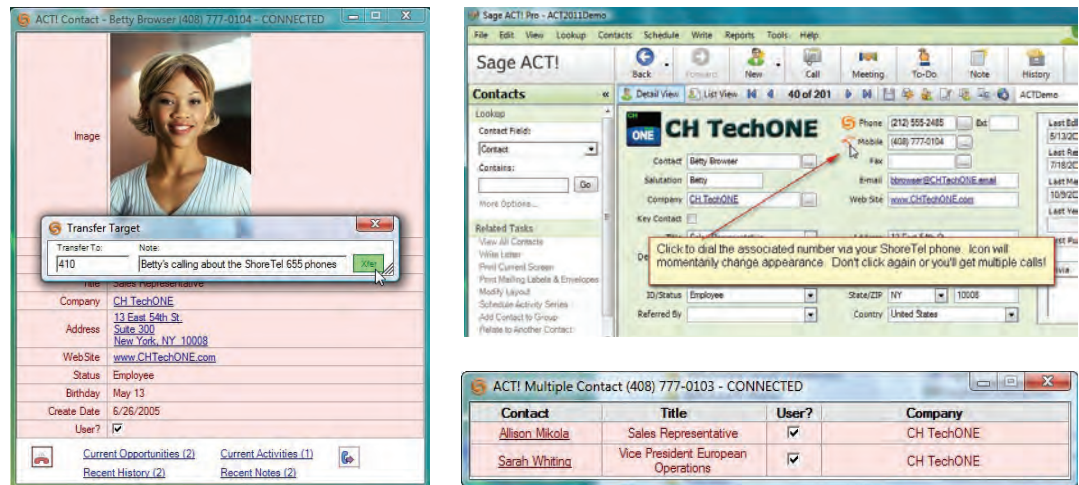 ACT! Contact - Betty Browser (408) 777-0104 - CONNECTED
Image
Transfer Target
Transfer To: Note:
410 Betty's calling about the ShoreTel 655 phones Xfer
Title Sales Representative
Company CH TechONE
Address 13 East 54th St.
Suite 300
New York, NY 10008
WebSite www.CHTechONE.com
Status Employee
Birthday May 13
Create Date 6/26/2005
User?
Current Opportunities (2) Current Activities (1)
Recent History (2) Recent Notes (2)
Sage ACT! Pro - ACT2011Demo
File Edit View Lookup Contacts Schedule Write Reports Tools Help
Sage ACT!
Back Forward New Call Meeting To-Do Note History
Contacts «
Detail View List View 40 of 201 ACTDemo
Lookup
Contact Field:
Contact
Contains:
Go
More Options...
Related Tasks
View All Contacts
Write Letter
Print Current Screen
Print Mailing Labels & Envelopes
Modify Layout
Schedule Activity Series
Add Contact to Group
Relate to Another Contact
CH
ONE CH TechONE
Phone (212) 555-2485 Ext
Mobile (408) 777-0104
Contact Betty Browser Fax
Salutation Betty E-mail bbrowser@CHTechONE.email
Company CH TechONE Web Site www.CHTechONE.com
Key Contact
Click to dial the associated number via your ShoreTel phone. Icon will
momentarily change appearance. Don't click again or you'll get multiple calls!
ID/Status Employee State/ZIP NY 10008
Referred By Country United States
ACT! Multiple Contact (408) 777-0103 - CONNECTED
Contact Title User? Company
Allison Mikola Sales Representative CH TechONE
Sarah Whiting Vice President European Operations CH TechONE